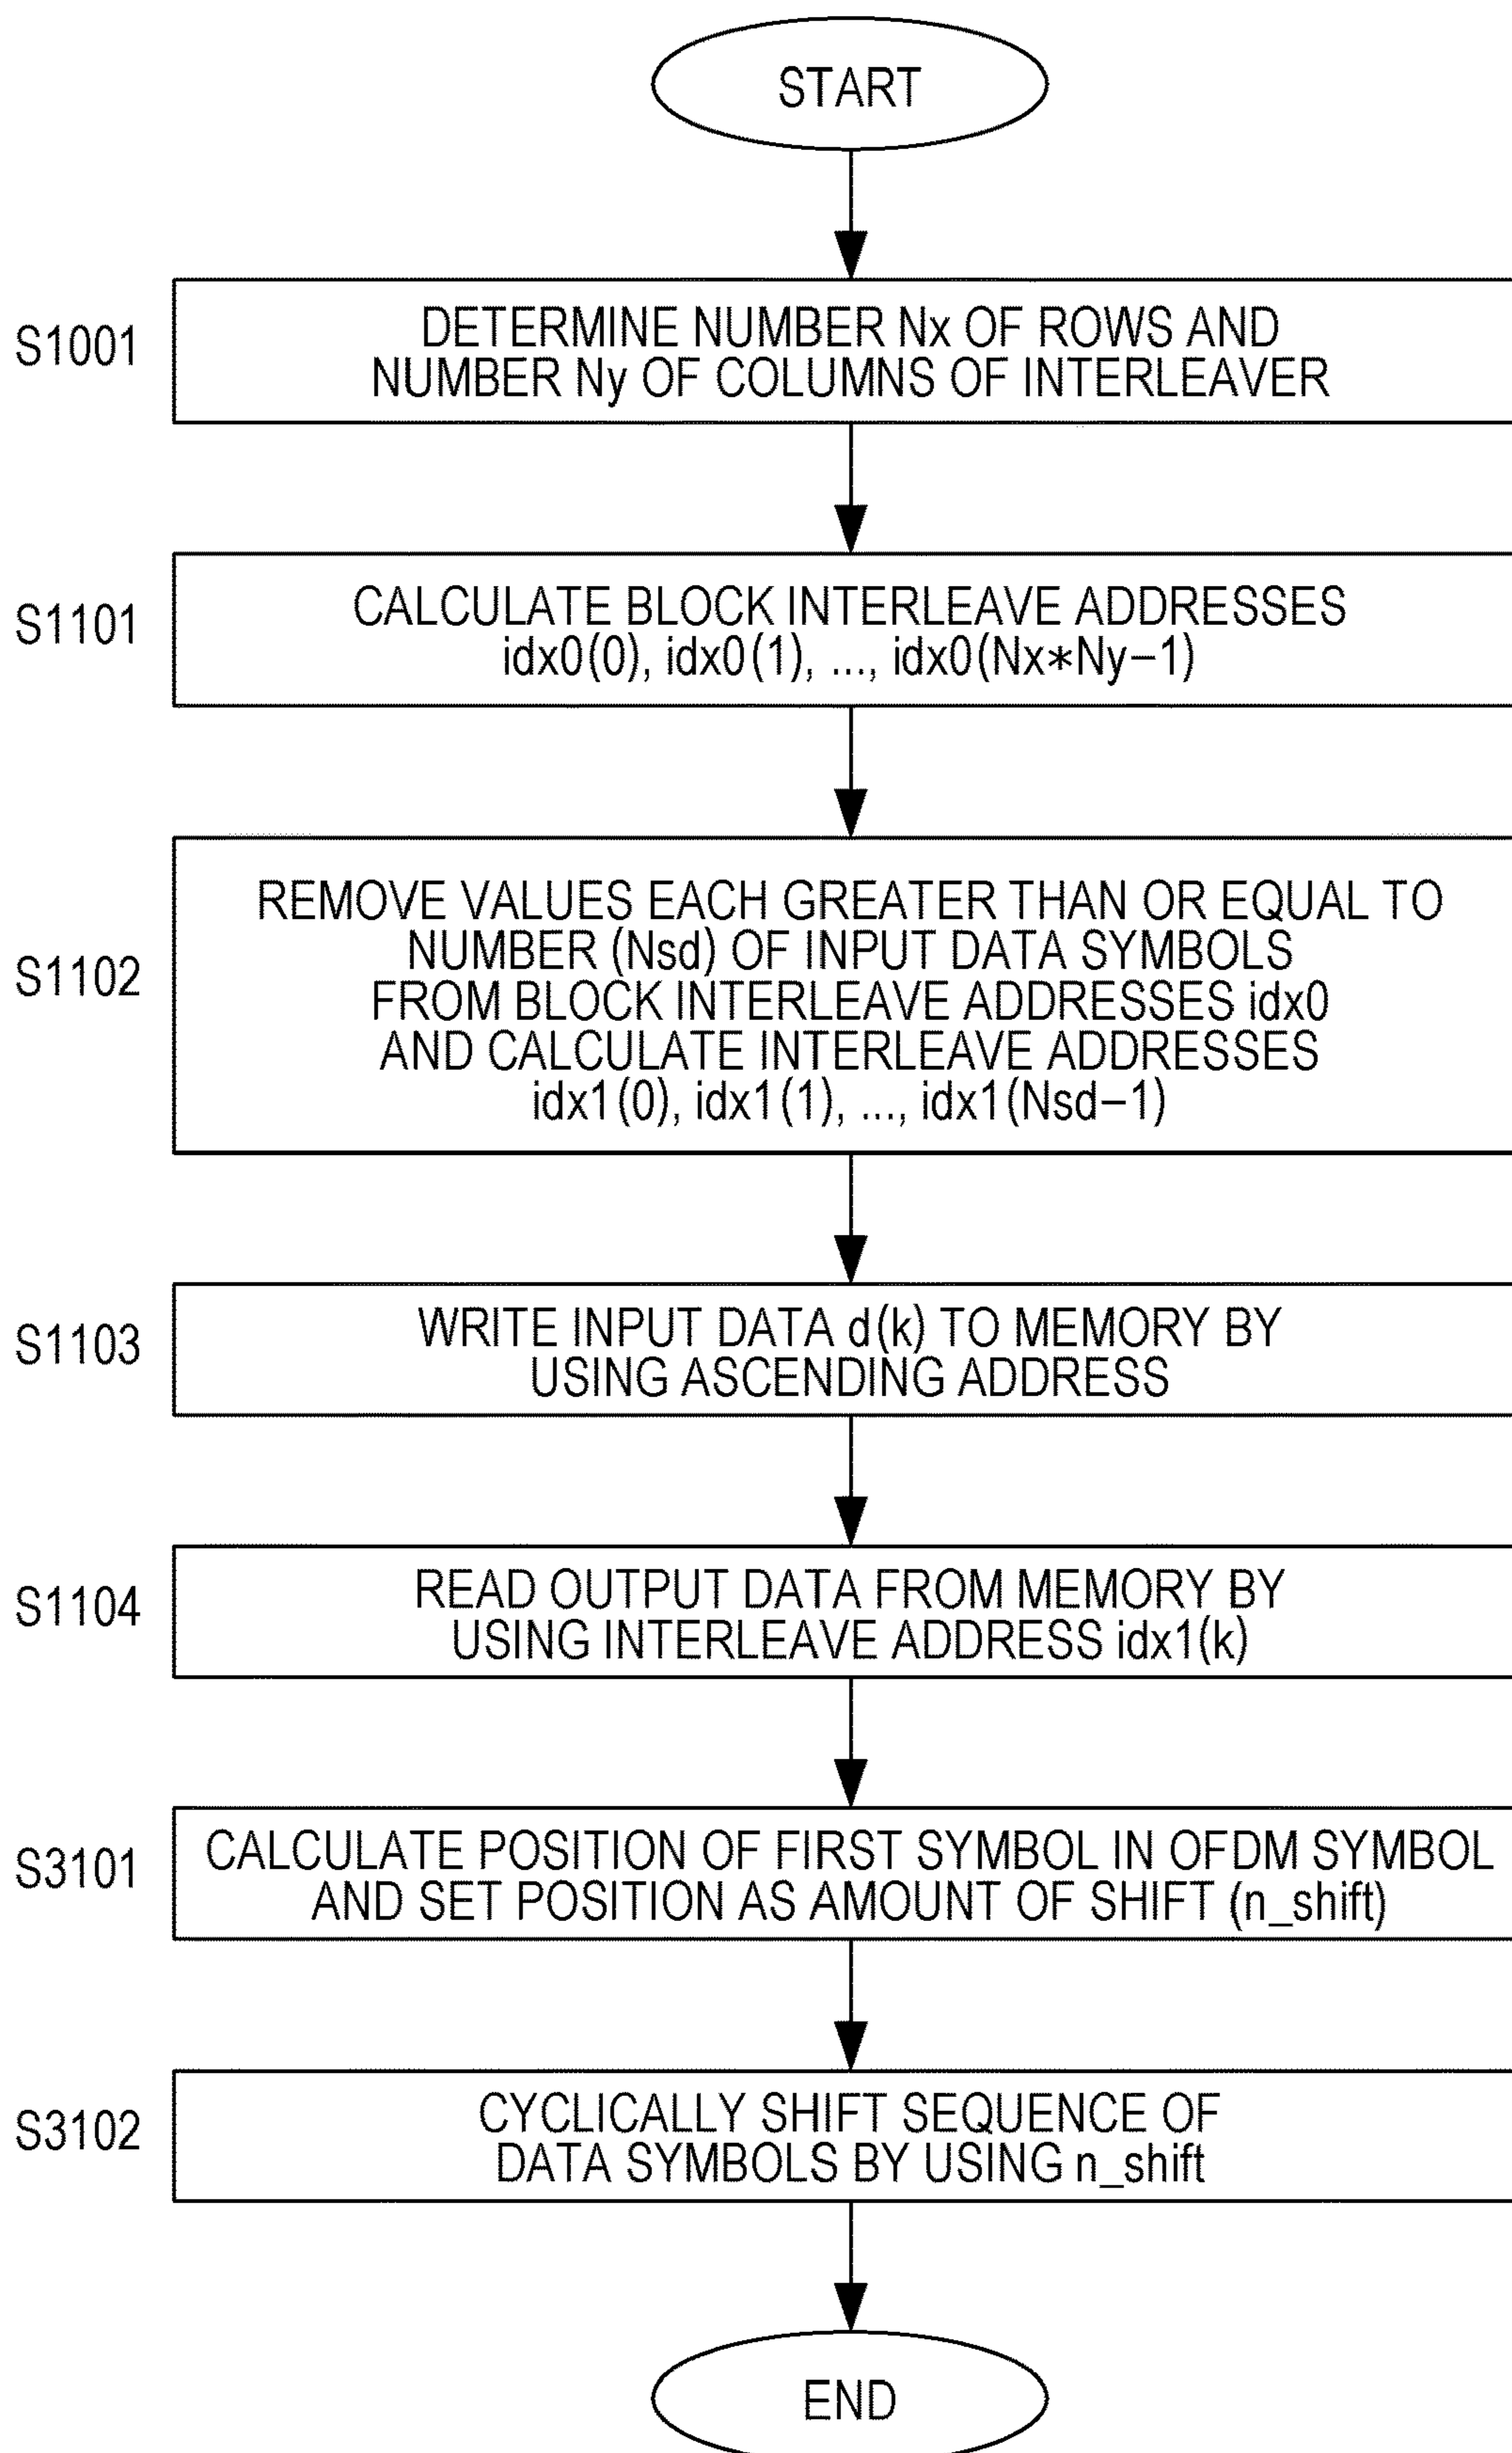 START
S1001
DETERMINE NUMBER Nx OF ROWS AND
NUMBER Ny OF COLUMNS OF INTERLEAVER
S1101
CALCULATE BLOCK INTERLEAVE ADDRESSES
idx0(0), idx0(1), ..., idx0(Nx*Ny-1)
S1102
REMOVE VALUES EACH GREATER THAN OR EQUAL TO
NUMBER (Nsd) OF INPUT DATA SYMBOLS
FROM BLOCK INTERLEAVE ADDRESSES idx0
AND CALCULATE INTERLEAVE ADDRESSES
idx1(0), idx1(1), ..., idx1(Nsd-1)
S1103
WRITE INPUT DATA d(k) TO MEMORY BY
USING ASCENDING ADDRESS
S1104
READ OUTPUT DATA FROM MEMORY BY
USING INTERLEAVE ADDRESS idx1(k)
S3101
CALCULATE POSITION OF FIRST SYMBOL IN OFDM SYMBOL
AND SET POSITION AS AMOUNT OF SHIFT (n_shift)
S3102
CYCLICALLY SHIFT SEQUENCE OF
DATA SYMBOLS BY USING n_shift
END